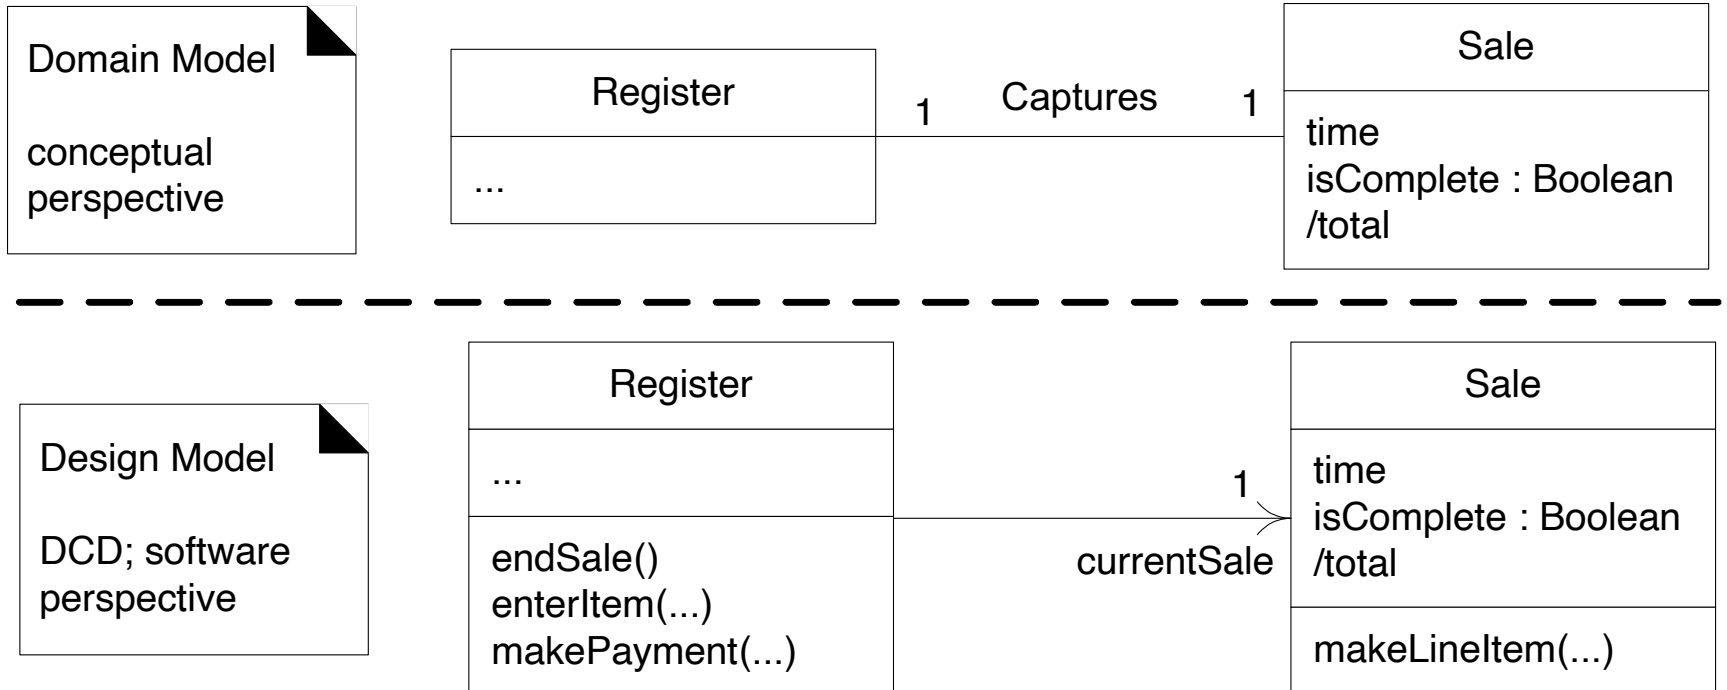 Domain Model
conceptual
perspective
Register
...
1
Captures
1
Sale
time
isComplete : Boolean
/total
Design Model
DCD; software
perspective
Register
...
endSale()
enterItem(...)
makePayment(...)
1
currentSale
Sale
time
isComplete : Boolean
/total
makeLineItem(...)